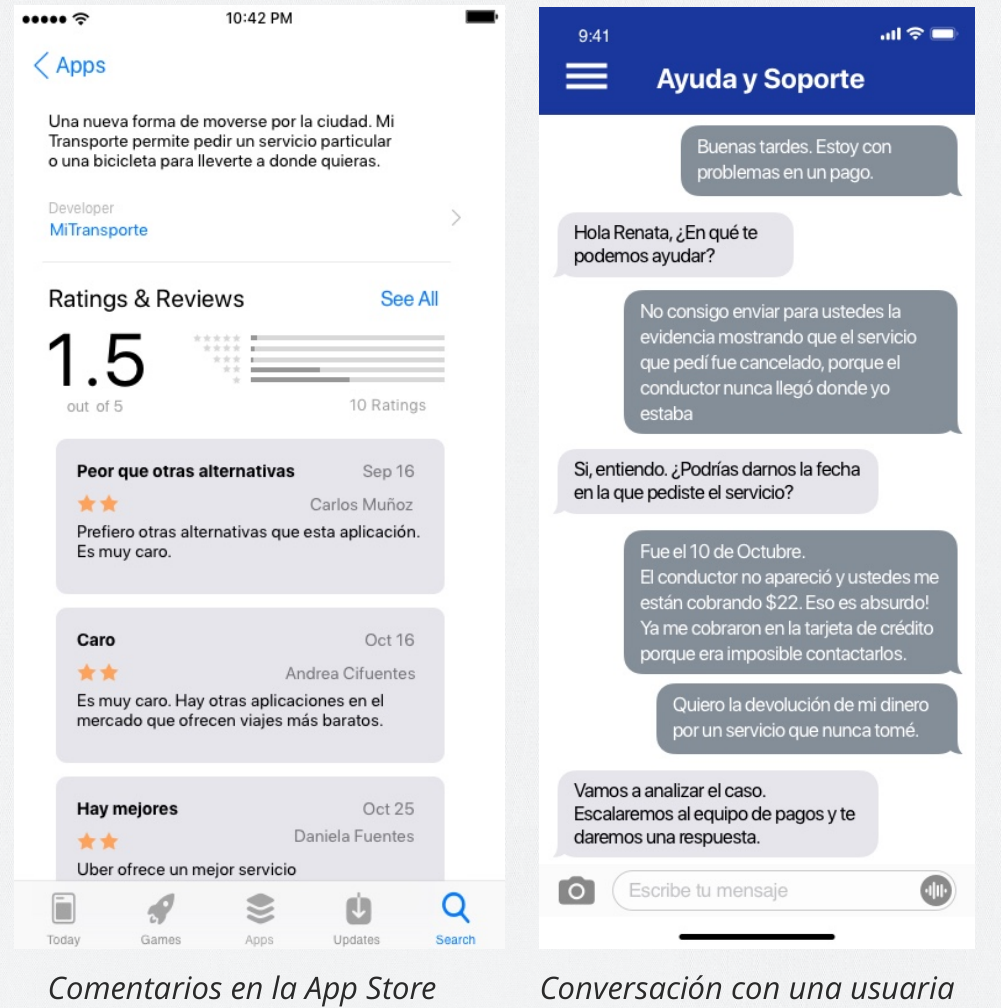 10:42 PM
Apps
Una nueva forma de moverse por la ciudad. Mi
Transporte permite pedir un servicio particular
o una bicicleta para lleverte a donde quieras.
Developer
MiTransporte
Ratings & Reviews
See All
1.5
out of 5
10 Ratings
Peor que otras alternativas
Sep 16
Carlos Muñoz
Prefiero otras alternativas que esta aplicación.
Es muy caro.
Caro
Oct 16
Andrea Cifuentes
Es muy caro. Hay otras aplicaciones en el
mercado que ofrecen viajes más baratos.
Hay mejores
Oct 25
Daniela Fuentes
Uber ofrece un mejor servicio
Today
Games
Apps
Updates
Search
Comentarios en la App Store
9:41
Ayuda y Soporte
Buenas tardes. Estoy con
problemas en un pago.
Hola Renata, ¿En qué te
podemos ayudar?
No consigo enviar para ustedes la
evidencia mostrando que el servicio
que pedí fue cancelado, porque el
conductor nunca llegó donde yo
estaba
Si, entiendo. ¿Podrías darnos la fecha
en la que pediste el servicio?
Fue el 10 de Octubre.
El conductor no apareció y ustedes me
están cobrando $22. Eso es absurdo!
Ya me cobraron en la tarjeta de crédito
porque era imposible contactarlos.
Quiero la devolución de mi dinero
por un servicio que nunca tomé.
Vamos a analizar el caso.
Escalaremos al equipo de pagos y te
daremos una respuesta.
Escribe tu mensaje
Conversación con una usuaria